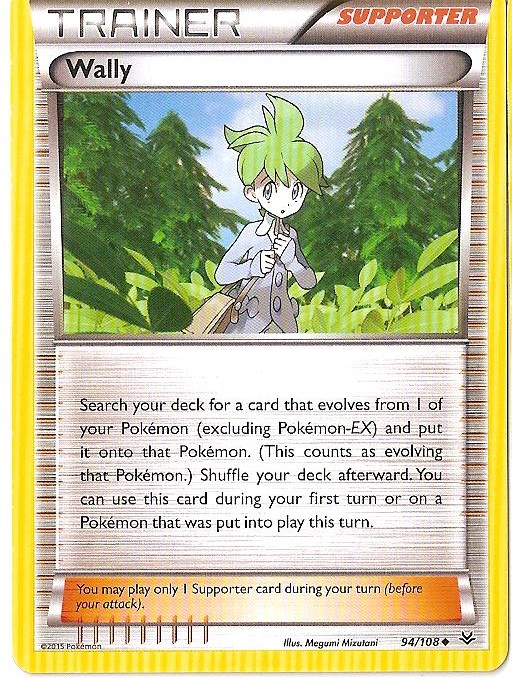 TRAINER SUPPORTER
Wally
Search your deck for a card that evolves from 1 of
your Pokémon (excluding Pokémon-EX) and put
it onto that Pokémon. (This counts as evolving
that Pokémon.) Shuffle your deck afterward. You
can use this card during your first turn or on a
Pokémon that was put into play this turn.
You may play only 1 Supporter card during your turn (before
your attack).
©2015 Pokémon Illus. Megumi Mizutani 94/108